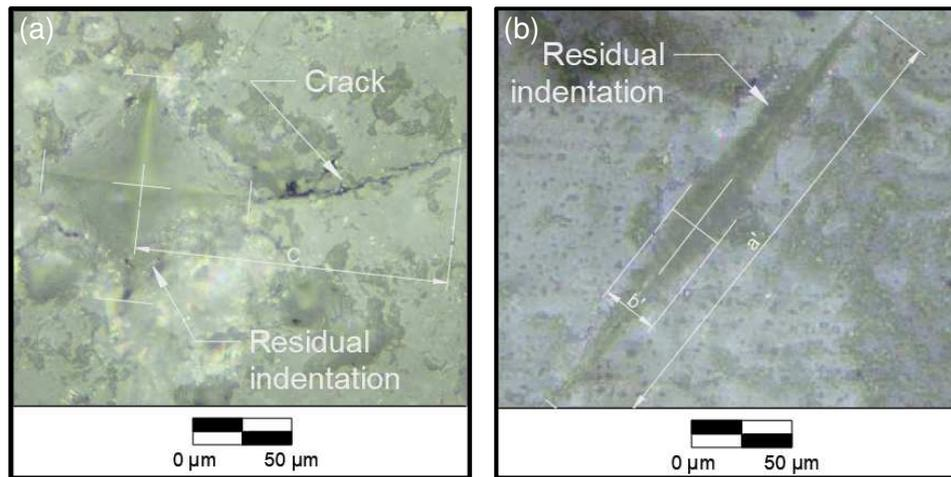 (a)
Crack
c
Residual
indentation
0 µm 50 µm
(b)
Residual
indentation
a'
b'
0 µm 50 µm